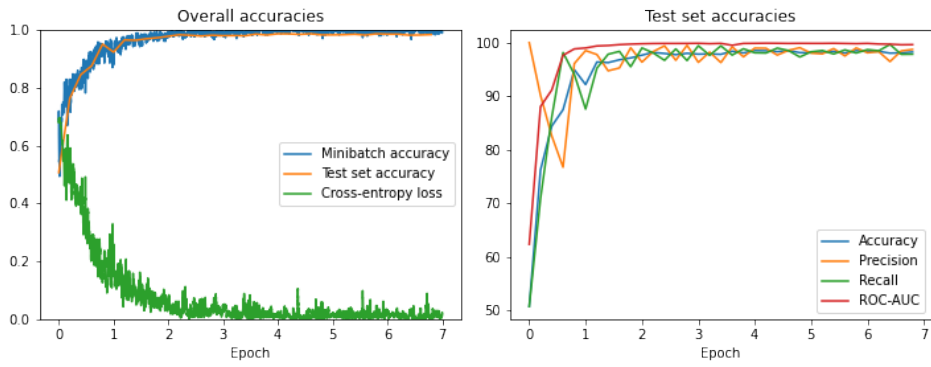 Overall accuracies
1.0
0.8
0.6
0.4
0.2
0.0
Minibatch accuracy
Test set accuracy
Cross-entropy loss
0 1 2 3 4 5 6 7
Epoch
Test set accuracies
100
90
80
70
60
50
Accuracy
Precision
Recall
ROC-AUC
0 1 2 3 4 5 6 7
Epoch